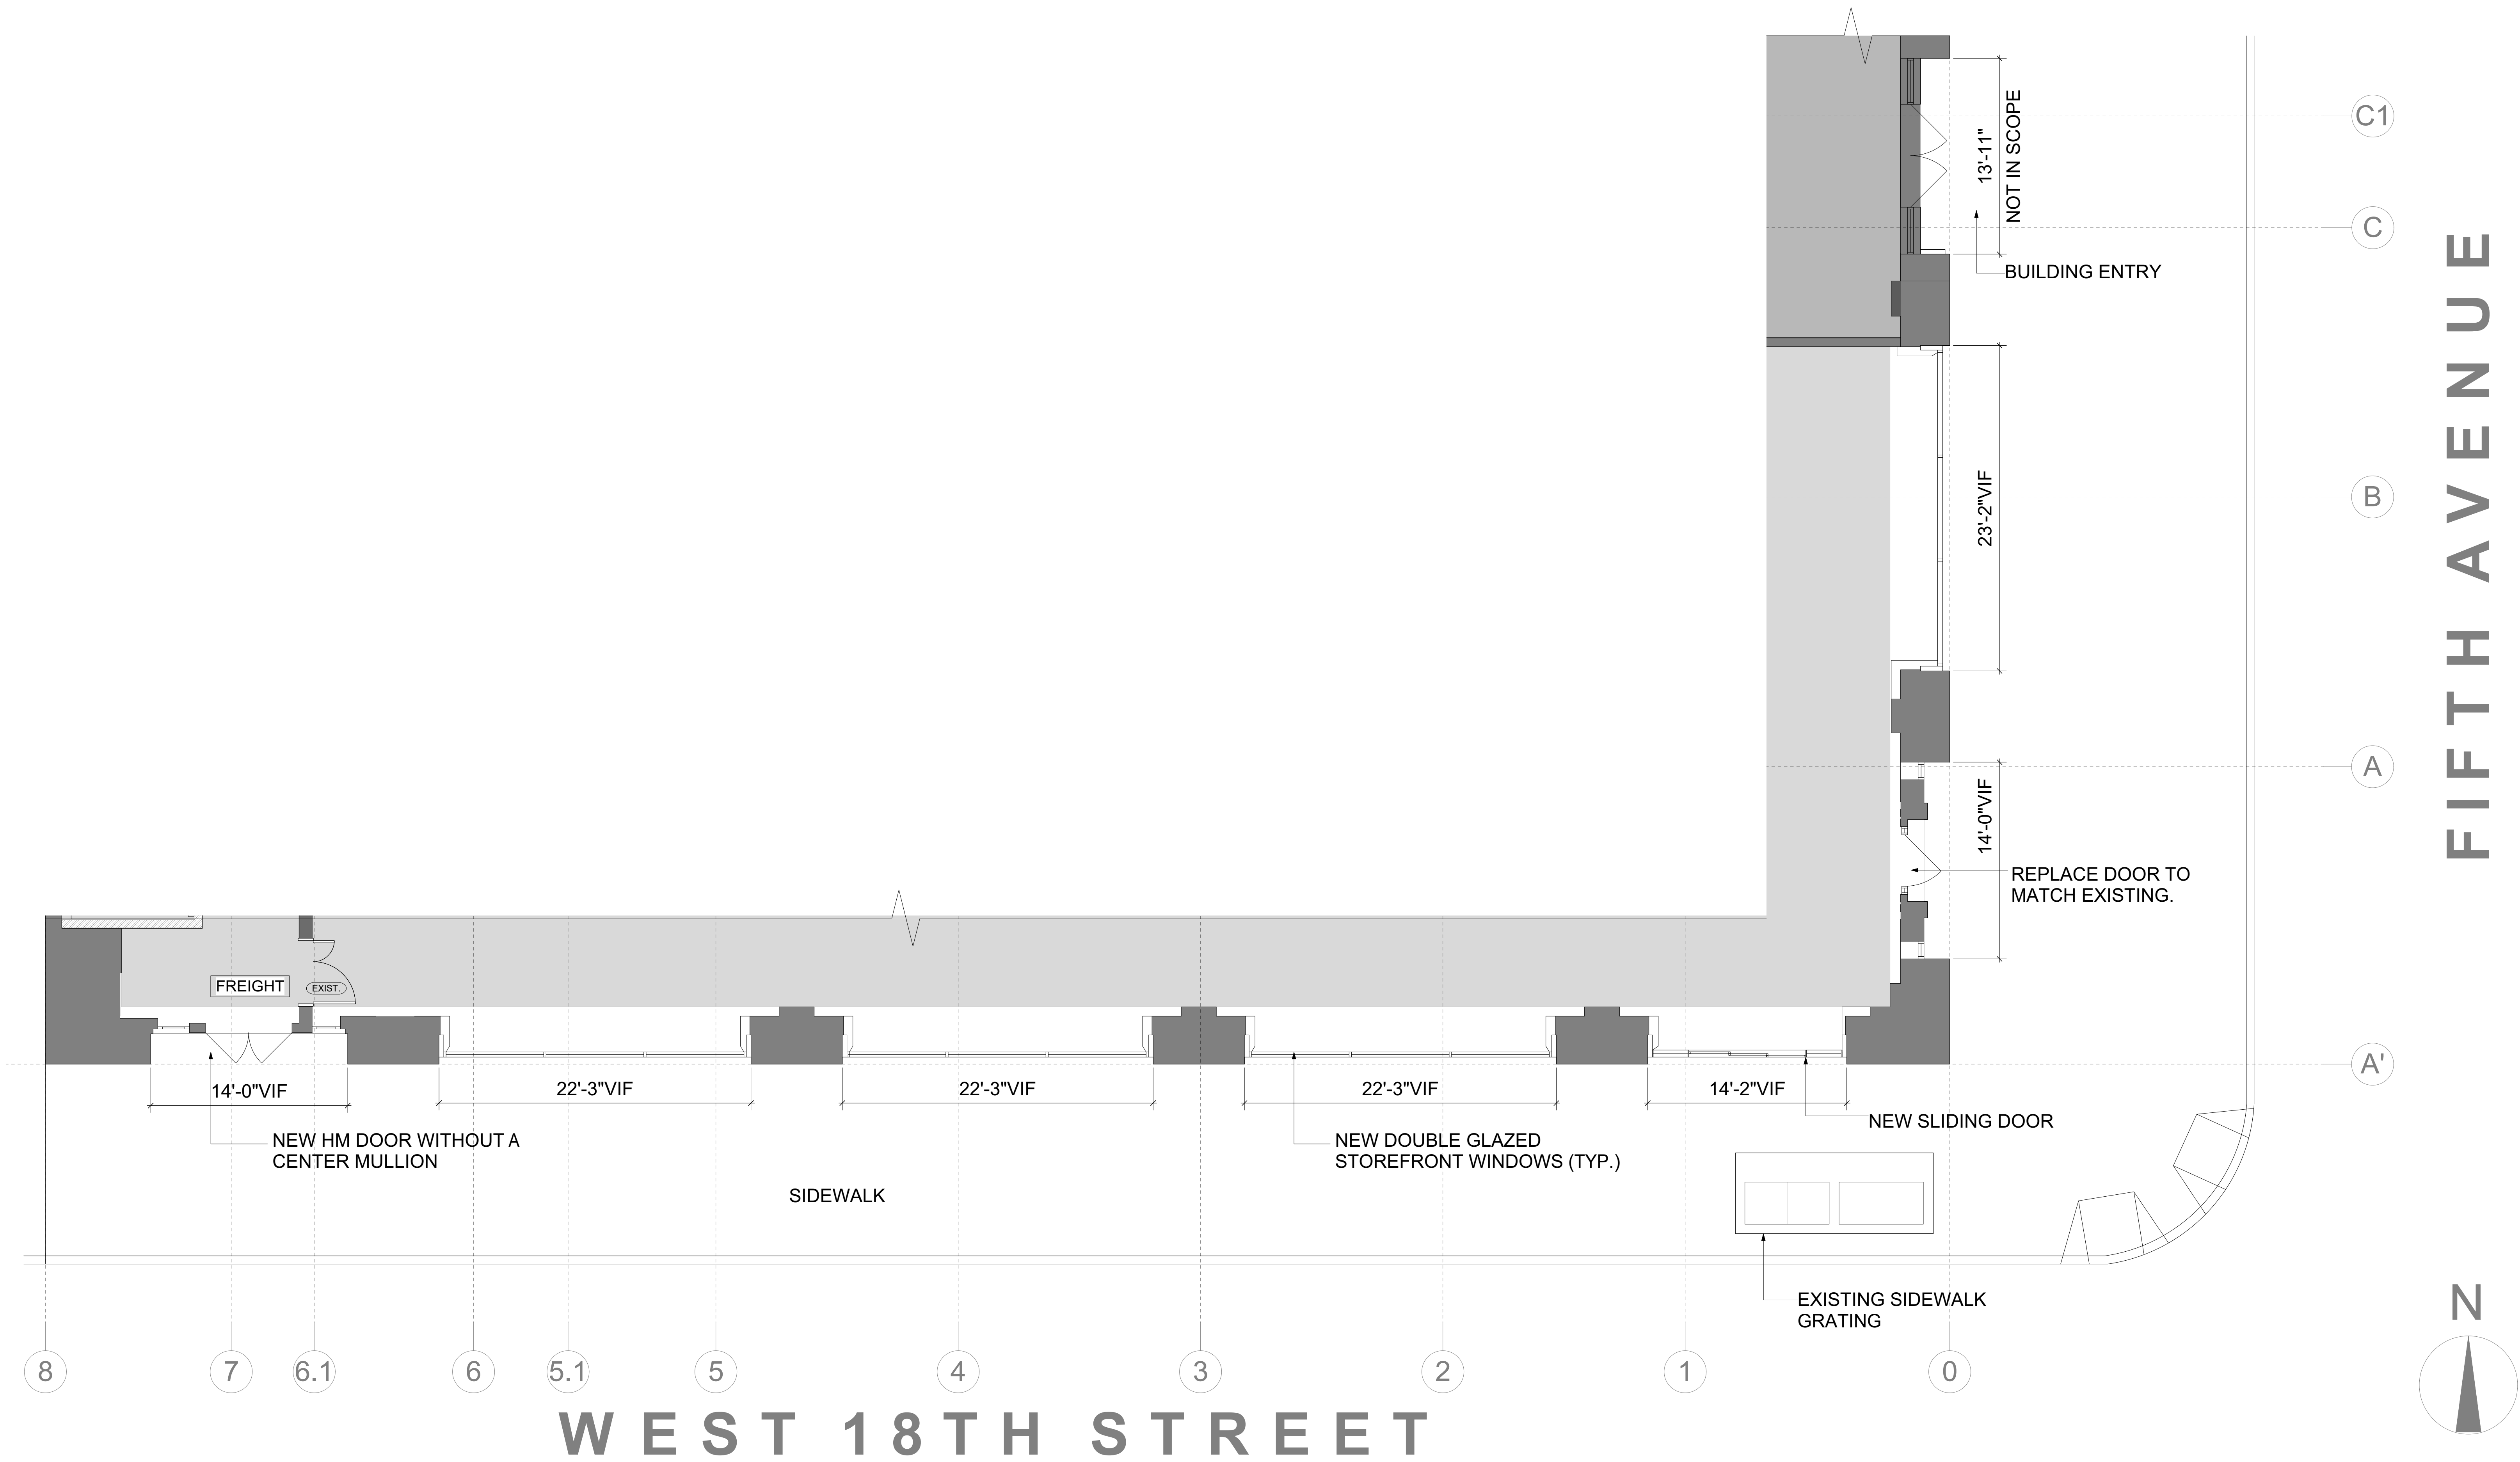 C1
13'-11"
NOT IN SCOPE
C
BUILDING ENTRY
FIFTH AVENUE
B
23'-2"VIF
A
14'-0"VIF
REPLACE DOOR TO
MATCH EXISTING.
FREIGHT
EXIST.
A'
14'-0"VIF
22'-3"VIF
22'-3"VIF
22'-3"VIF
14'-2"VIF
NEW SLIDING DOOR
NEW HM DOOR WITHOUT A
CENTER MULLION
NEW DOUBLE GLAZED
STOREFRONT WINDOWS (TYP.)
SIDEWALK
EXISTING SIDEWALK
GRATING
N
8
7
6.1
6
5.1
5
4
3
2
1
0
WEST 18TH STREET